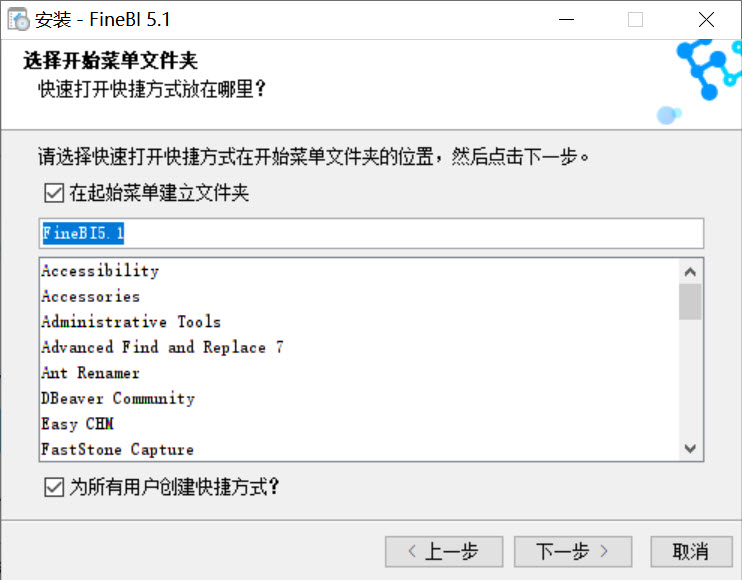 安装 - FineBI 5.1
选择开始菜单文件夹
快速打开快捷方式放在哪里？
请选择快速打开快捷方式在开始菜单文件夹的位置，然后点击下一步。
在起始菜单建立文件夹
FineBI5.1
Accessibility
Accessories
Administrative Tools
Advanced Find and Replace 7
Ant Renamer
DBeaver Community
Easy CHM
FastStone Capture
为所有用户创建快捷方式？
< 上一步 下一步 > 取消